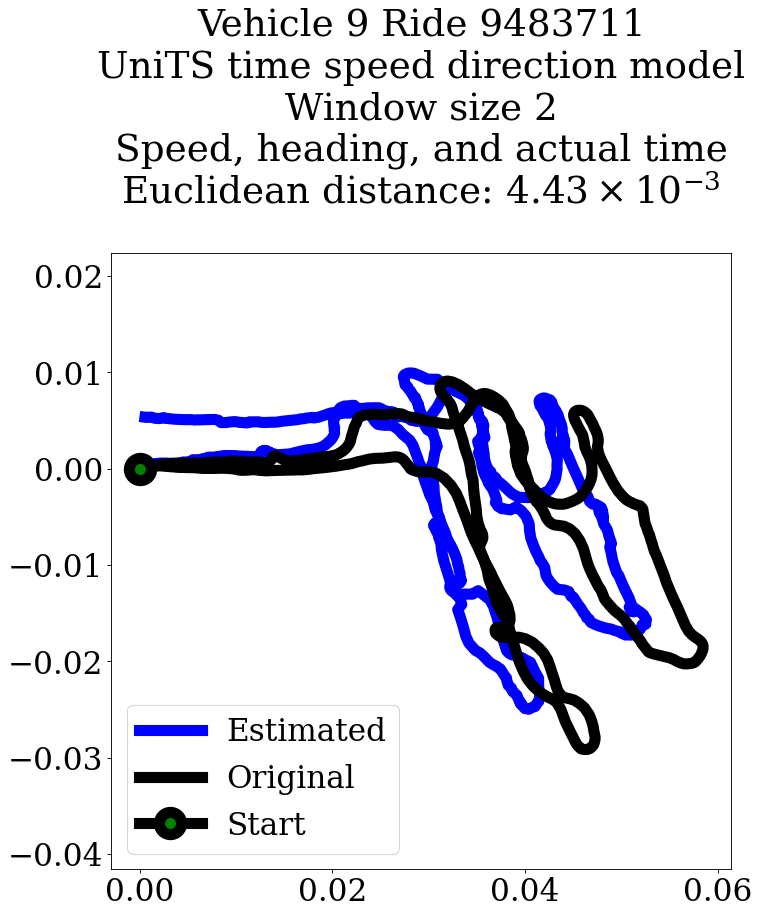 Vehicle 9 Ride 9483711
UniTS time speed direction model
Window size 2
Speed, heading, and actual time
Euclidean distance: 4.43 × 10⁻³
0.02
0.01
0.00
−0.01
−0.02
−0.03
−0.04
Estimated
Original
Start
0.00 0.02 0.04 0.06